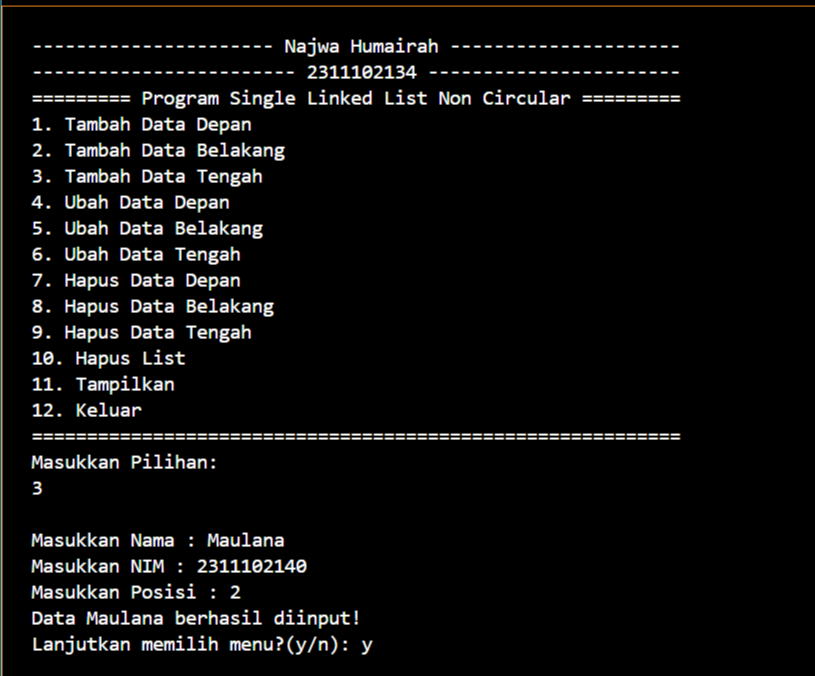 ---------------------- Najwa Humairah ---------------------
------------------------ 2311102134 -----------------------
========= Program Single Linked List Non Circular =========
1. Tambah Data Depan
2. Tambah Data Belakang
3. Tambah Data Tengah
4. Ubah Data Depan
5. Ubah Data Belakang
6. Ubah Data Tengah
7. Hapus Data Depan
8. Hapus Data Belakang
9. Hapus Data Tengah
10. Hapus List
11. Tampilkan
12. Keluar
===========================================================
Masukkan Pilihan:
3
Masukkan Nama : Maulana
Masukkan NIM : 2311102140
Masukkan Posisi : 2
Data Maulana berhasil diinput!
Lanjutkan memilih menu?(y/n): y